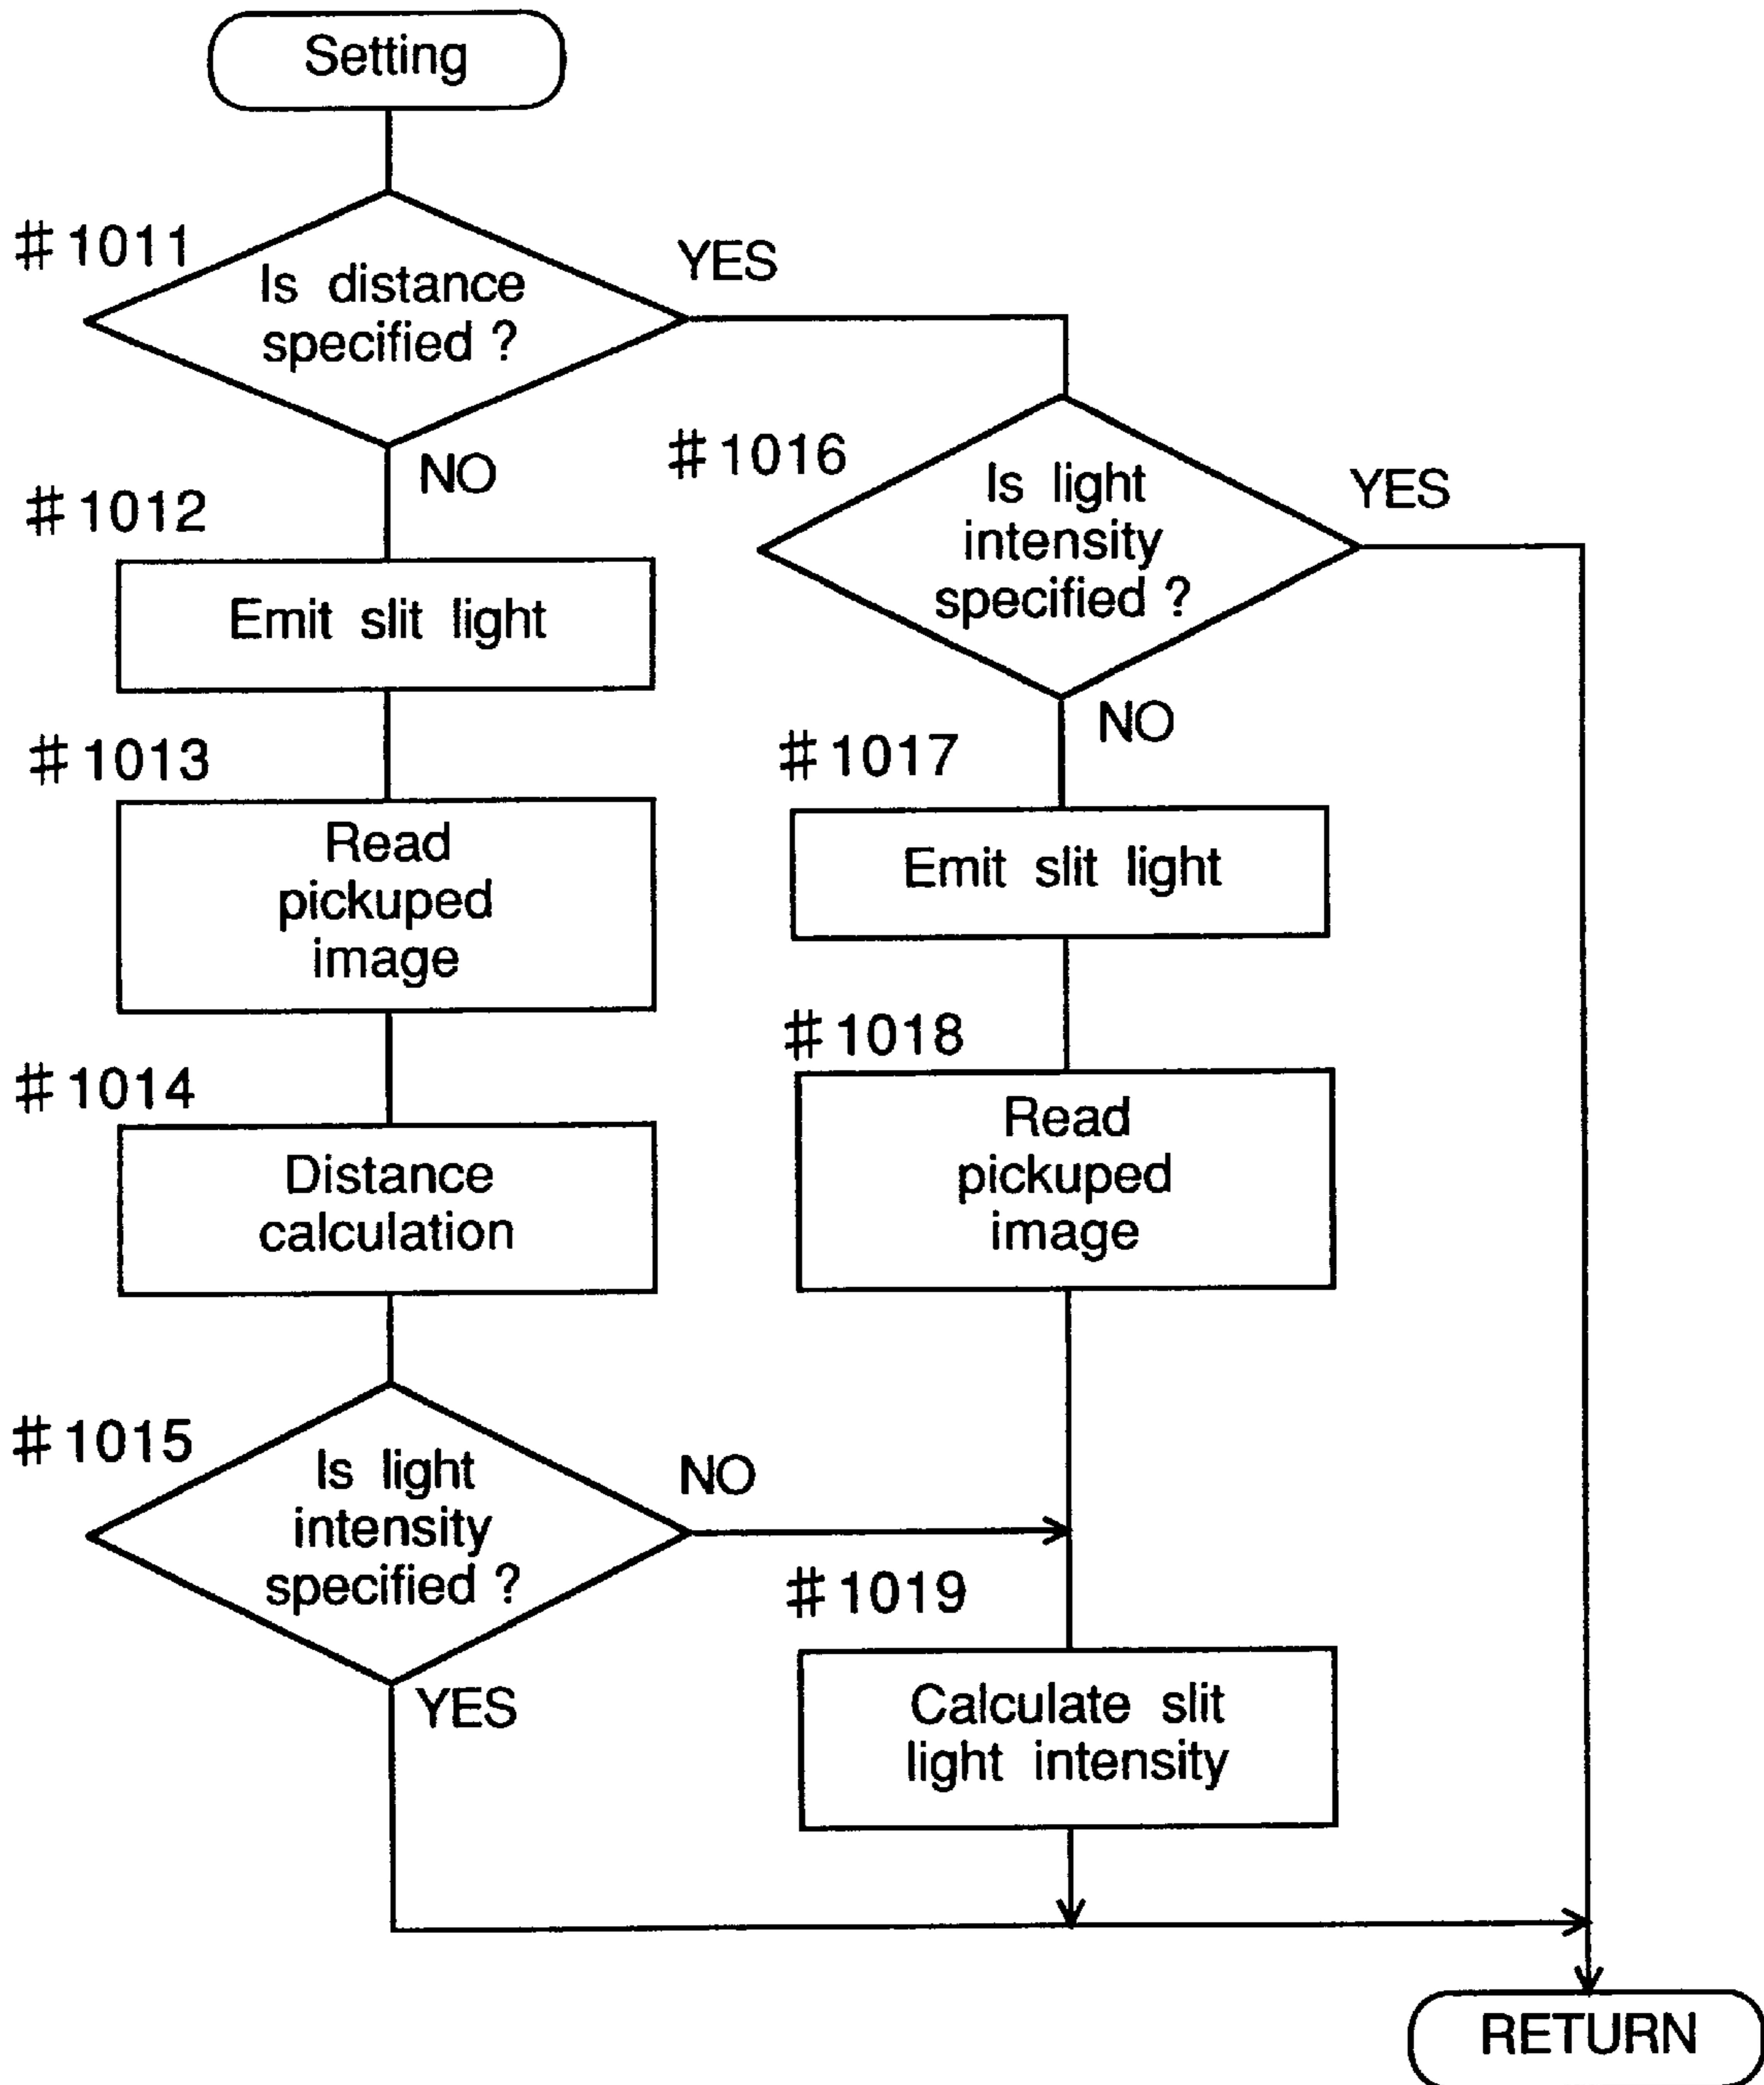 Setting
#1011
Is distance
specified ?
YES
NO
#1012
Emit slit light
#1013
Read
pickuped
image
#1014
Distance
calculation
#1015
Is light
intensity
specified ?
NO
YES
#1016
Is light
intensity
specified ?
YES
NO
#1017
Emit slit light
#1018
Read
pickuped
image
#1019
Calculate slit
light intensity
RETURN